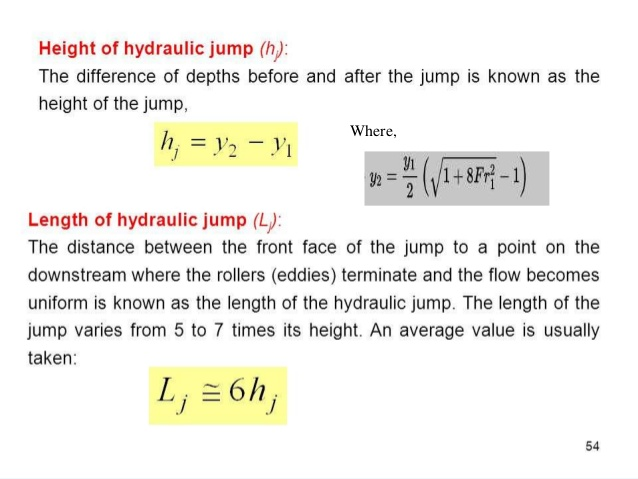 Height of hydraulic jump (hj):
The difference of depths before and after the jump is known as the
height of the jump,
hj = y2 − y1
Where,
y2 = y1/2 (√(1+8Fr1²) − 1)
Length of hydraulic jump (Lj):
The distance between the front face of the jump to a point on the
downstream where the rollers (eddies) terminate and the flow becomes
uniform is known as the length of the hydraulic jump. The length of the
jump varies from 5 to 7 times its height. An average value is usually
taken:
Lj ≅ 6hj
54